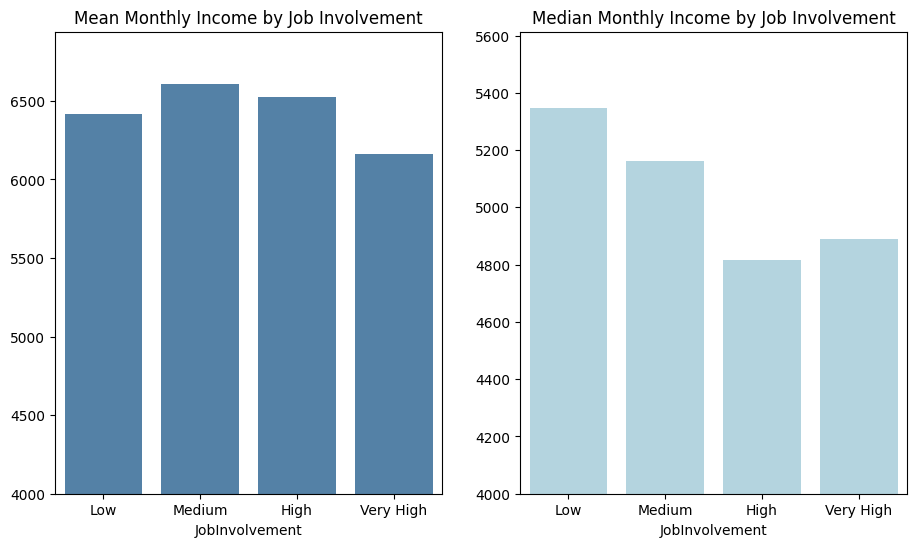 Mean Monthly Income by Job Involvement
6500
6000
5500
5000
4500
4000
Low Medium High Very High
JobInvolvement
Median Monthly Income by Job Involvement
5600
5400
5200
5000
4800
4600
4400
4200
4000
Low Medium High Very High
JobInvolvement